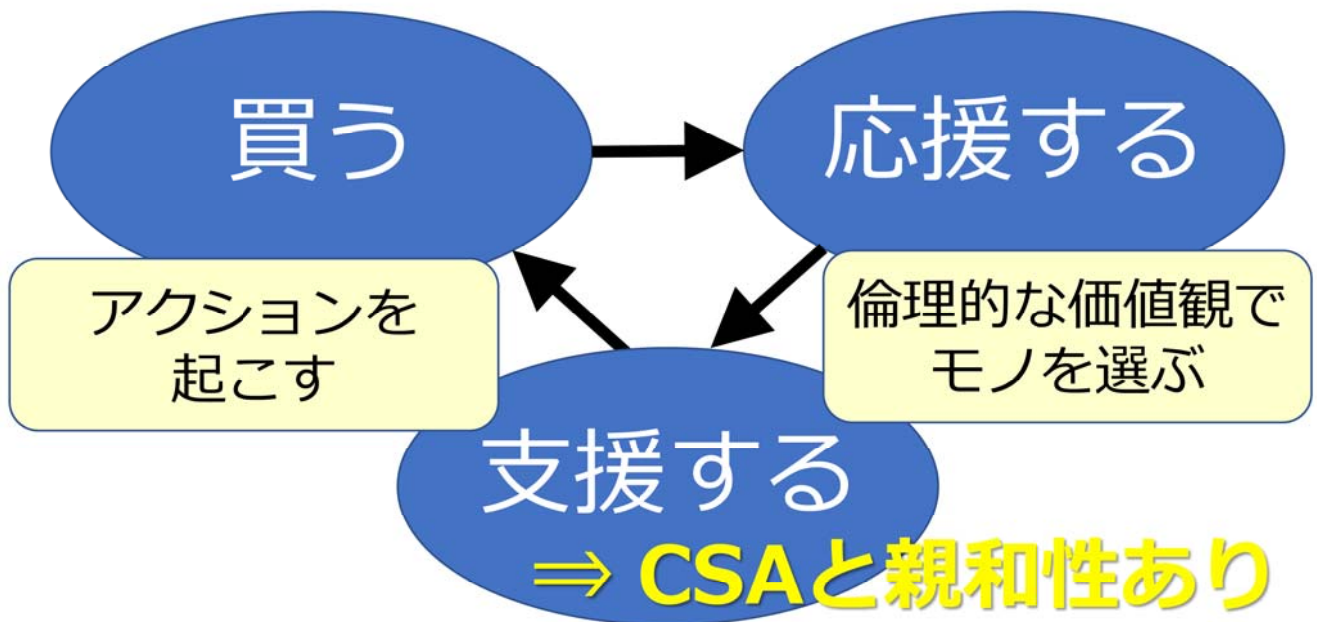 買う
応援する
アクションを
起こす
倫理的な価値観で
モノを選ぶ
支援する
⇒ CSAと親和性あり